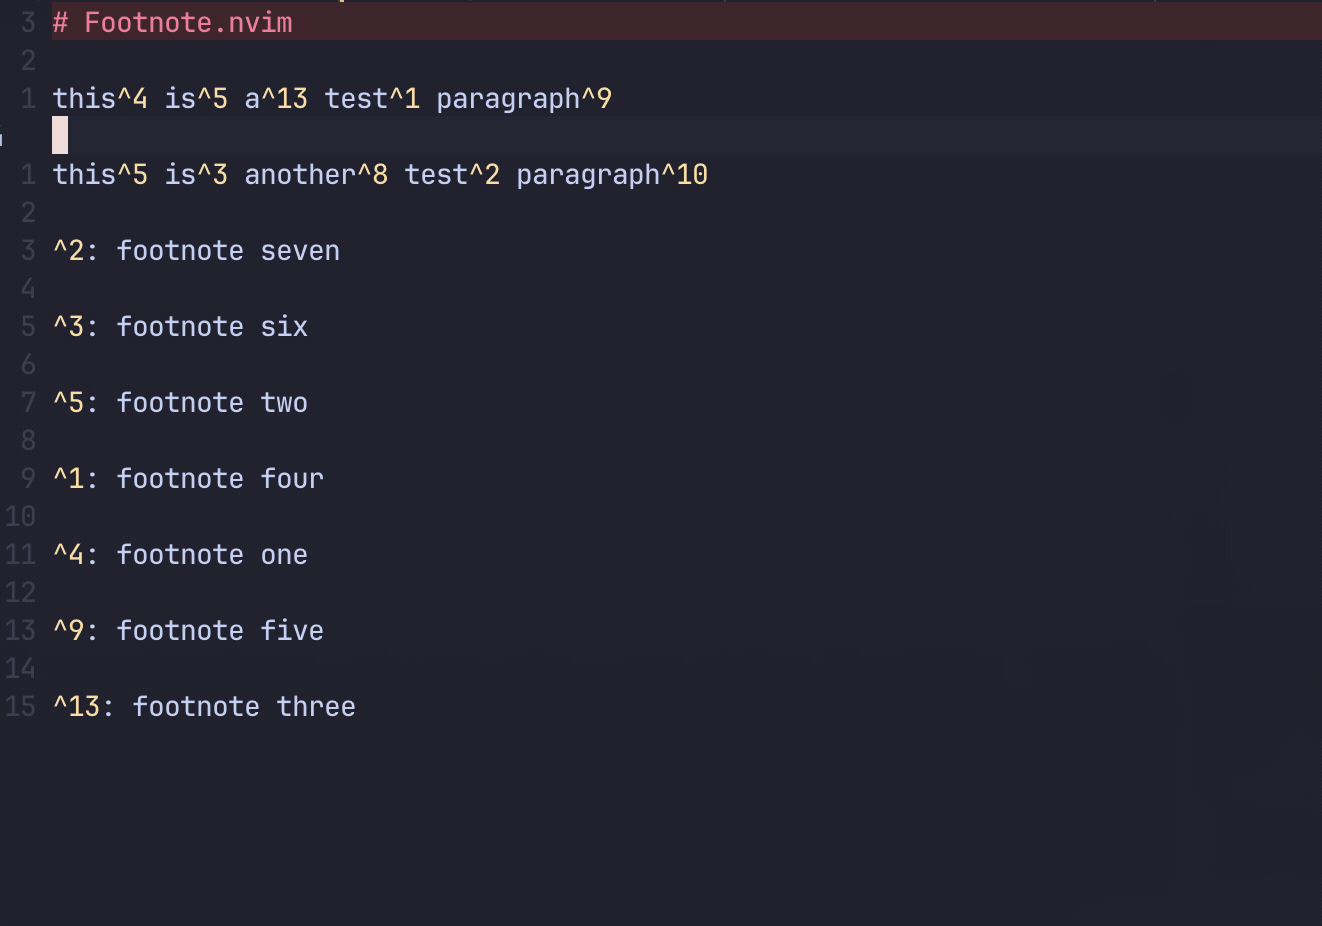 3 # Footnote.nvim
2
1 this^4 is^5 a^13 test^1 paragraph^9
1 this^5 is^3 another^8 test^2 paragraph^10
2
3 ^2: footnote seven
4
5 ^3: footnote six
6
7 ^5: footnote two
8
9 ^1: footnote four
10
11 ^4: footnote one
12
13 ^9: footnote five
14
15 ^13: footnote three